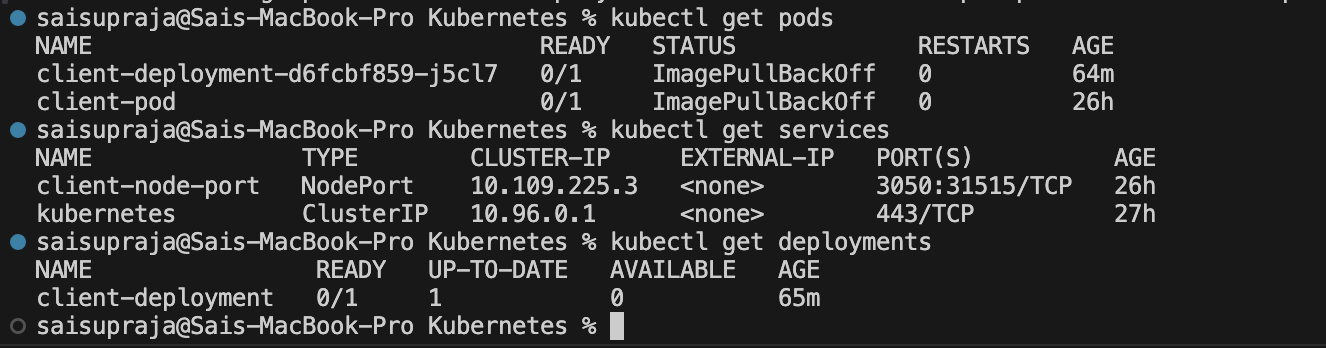 saisupraja@Sais-MacBook-Pro Kubernetes % kubectl get pods
NAME READY STATUS RESTARTS AGE
client-deployment-d6fcbf859-j5cl7 0/1 ImagePullBackOff 0 64m
client-pod 0/1 ImagePullBackOff 0 26h
saisupraja@Sais-MacBook-Pro Kubernetes % kubectl get services
NAME TYPE CLUSTER-IP EXTERNAL-IP PORT(S) AGE
client-node-port NodePort 10.109.225.3 <none> 3050:31515/TCP 26h
kubernetes ClusterIP 10.96.0.1 <none> 443/TCP 27h
saisupraja@Sais-MacBook-Pro Kubernetes % kubectl get deployments
NAME READY UP-TO-DATE AVAILABLE AGE
client-deployment 0/1 1 0 65m
saisupraja@Sais-MacBook-Pro Kubernetes %